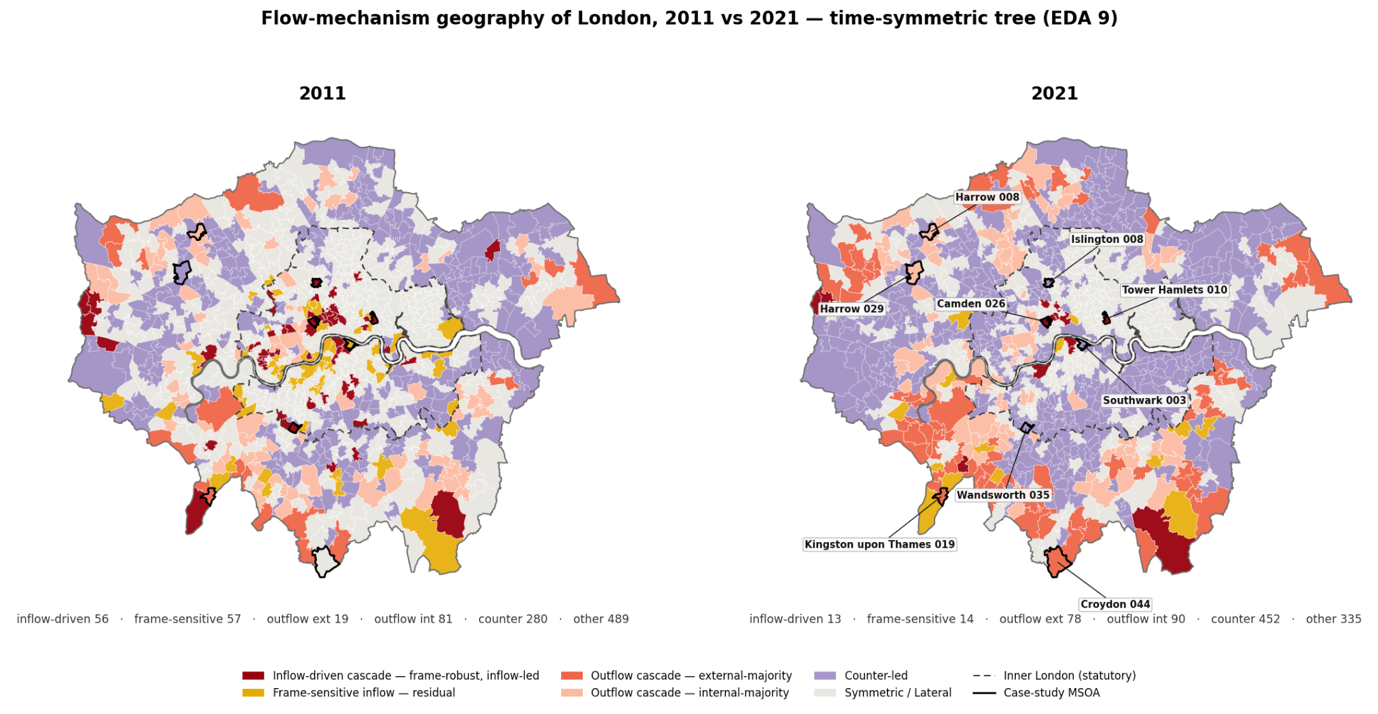 Flow-mechanism geography of London, 2011 vs 2021 — time-symmetric tree (EDA 9)
2011
2021
Harrow 008
Islington 008
Tower Hamlets 010
Camden 026
Harrow 029
Southwark 003
Wandsworth 035
Kingston upon Thames 019
Croydon 044
inflow-driven 56 · frame-sensitive 57 · outflow ext 19 · outflow int 81 · counter 280 · other 489
inflow-driven 13 · frame-sensitive 14 · outflow ext 78 · outflow int 90 · counter 452 · other 335
Inflow-driven cascade — frame-robust, inflow-led
Frame-sensitive inflow — residual
Outflow cascade — external-majority
Outflow cascade — internal-majority
Counter-led
Symmetric / Lateral
Inner London (statutory)
Case-study MSOA